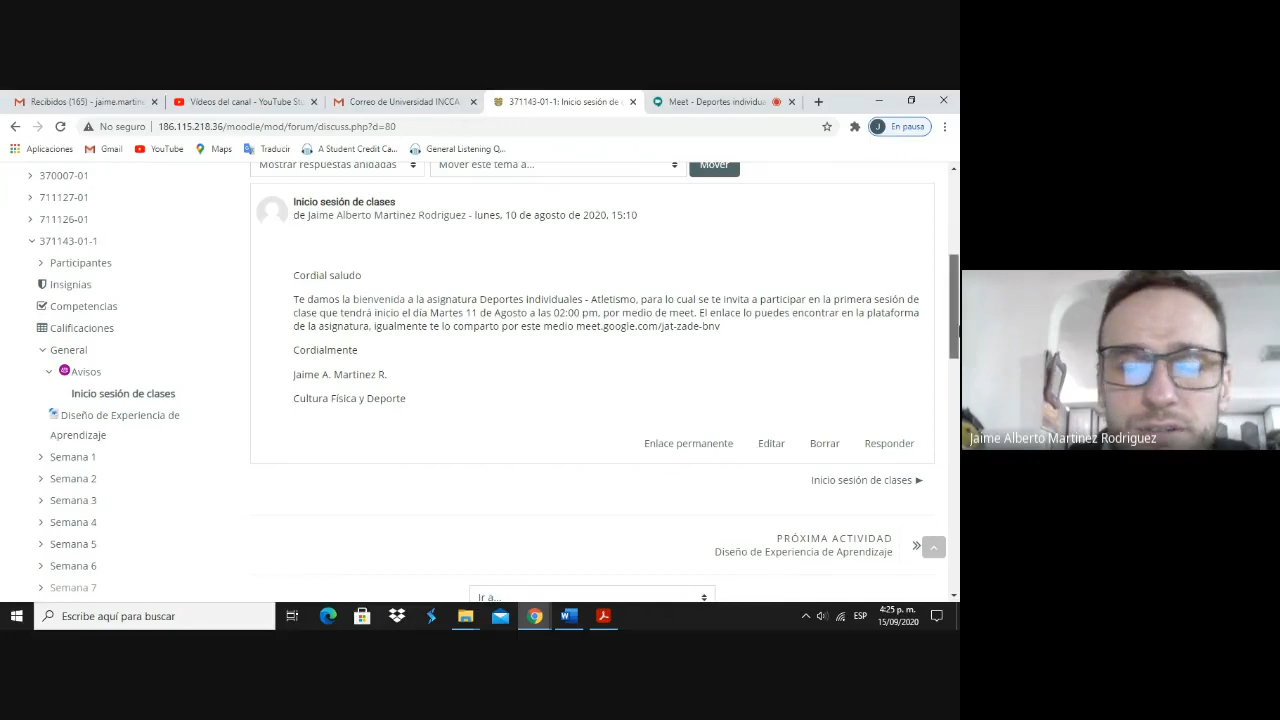 Recibidos (165) - jaime.martine
Vídeos del canal - YouTube Stu
Correo de Universidad INCCA
371143-01-1: Inicio sesión de c
Meet - Deportes individua
No seguro
186.115.218.36/moodle/mod/forum/discuss.php?d=80
J
En pausa
Aplicaciones
Gmail
YouTube
Maps
Traducir
A Student Credit Ca...
General Listening Q...
Mostrar respuestas anidadas
Mover este tema a...
Mover
370007-01
711127-01
711126-01
371143-01-1
Participantes
Insignias
Competencias
Calificaciones
General
Avisos
Inicio sesión de clases
Diseño de Experiencia de
Aprendizaje
Semana 1
Semana 2
Semana 3
Semana 4
Semana 5
Semana 6
Semana 7
Inicio sesión de clases
de Jaime Alberto Martinez Rodriguez - lunes, 10 de agosto de 2020, 15:10
Cordial saludo
Te damos la bienvenida a la asignatura Deportes individuales - Atletismo, para lo cual se te invita a participar en la primera sesión de
clase que tendrá inicio el día Martes 11 de Agosto a las 02:00 pm, por medio de meet. El enlace lo puedes encontrar en la plataforma
de la asignatura, igualmente te lo comparto por este medio meet.google.com/jat-zade-bnv
Cordialmente
Jaime A. Martinez R.
Cultura Física y Deporte
Enlace permanente
Editar
Borrar
Responder
Inicio sesión de clases ►
PRÓXIMA ACTIVIDAD
Diseño de Experiencia de Aprendizaje
Ir a...
Escribe aquí para buscar
ESP
4:25 p. m.
15/09/2020
Jaime Alberto Martinez Rodriguez